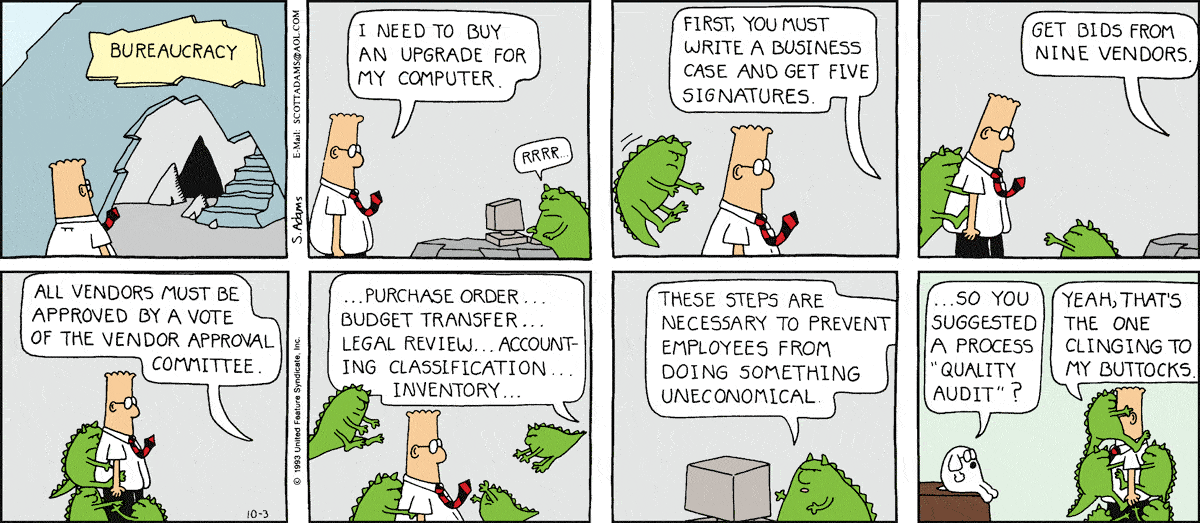 BUREAUCRACY
E-Mail: SCOTTADAMS@AOL.COM
S. Adams
I NEED TO BUY
AN UPGRADE FOR
MY COMPUTER.
RRRR...
FIRST, YOU MUST
WRITE A BUSINESS
CASE AND GET FIVE
SIGNATURES.
GET BIDS FROM
NINE VENDORS.
ALL VENDORS MUST BE
APPROVED BY A VOTE
OF THE VENDOR APPROVAL
COMMITTEE.
10-3
© 1993 United Feature Syndicate, Inc.
...PURCHASE ORDER...
BUDGET TRANSFER...
LEGAL REVIEW... ACCOUNT-
ING CLASSIFICATION...
INVENTORY...
THESE STEPS ARE
NECESSARY TO PREVENT
EMPLOYEES FROM
DOING SOMETHING
UNECONOMICAL.
...SO YOU
SUGGESTED
A PROCESS
"QUALITY
AUDIT"?
YEAH, THAT'S
THE ONE
CLINGING TO
MY BUTTOCKS.